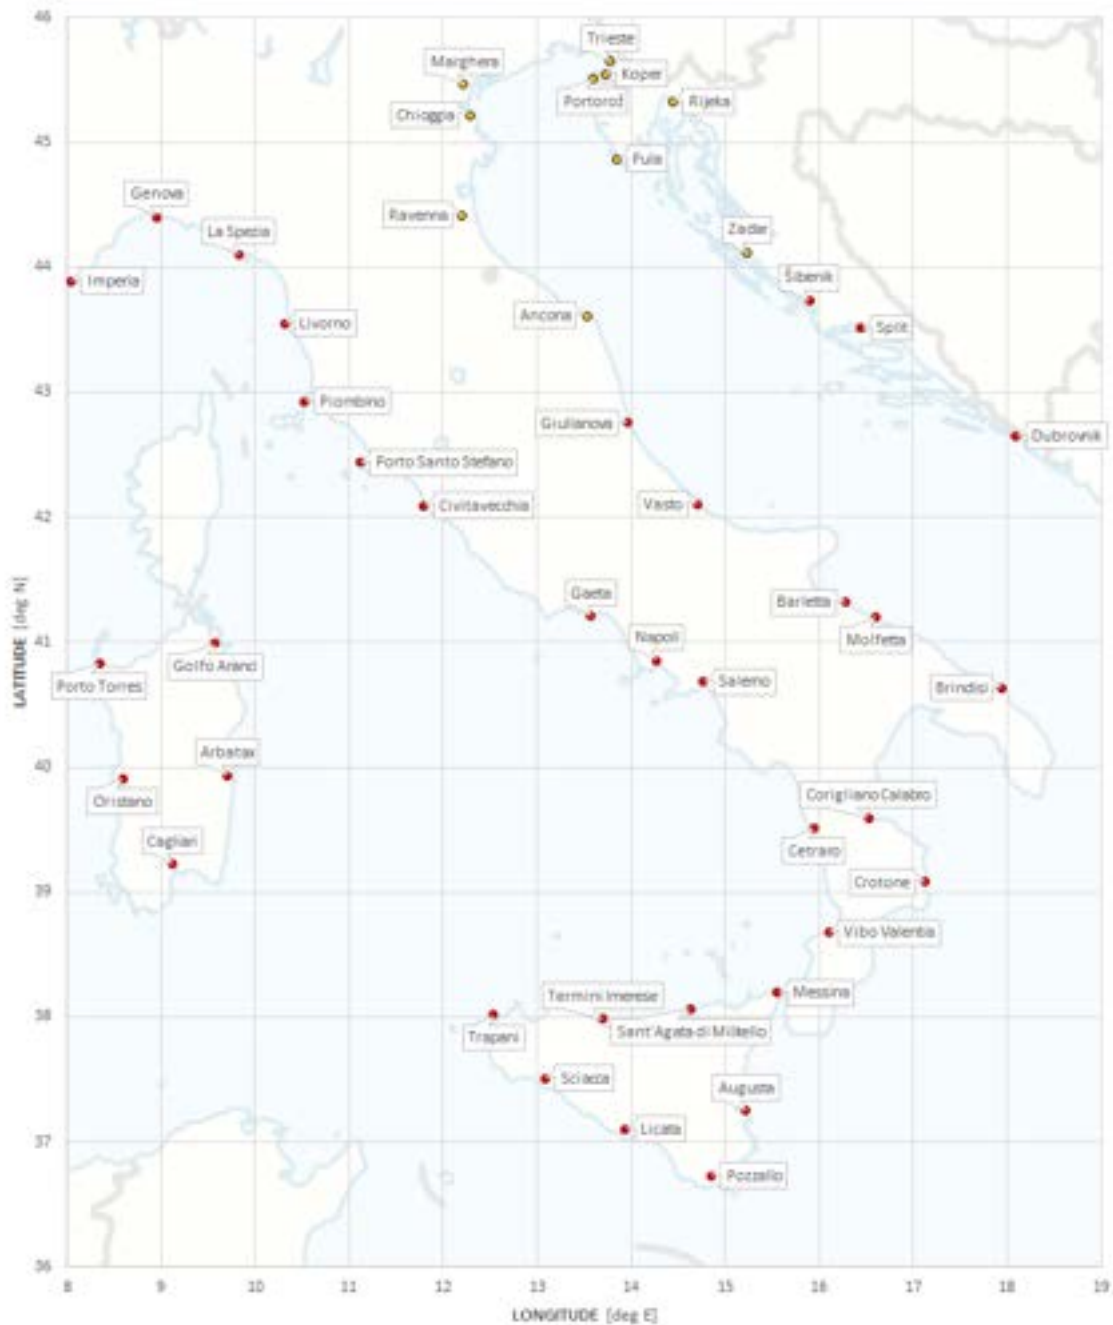 46
Trieste
Marghera
Koper
Portorož
Rijeka
Chioggia
45
Pula
Genova
Ravenna
La Spezia
Zadar
44
Imperia
Šibenik
Ancona
Livorno
Split
43
Piombino
Giulianova
Dubrovnik
Porto Santo Stefano
Civitavecchia
Vasto
42
Gaeta
Barletta
Napoli
Molfetta
41
Golfo Aranci
Porto Torres
Salerno
Brindisi
LATITUDE [deg N]
Arbatax
40
Oristano
Corigliano Calabro
Cagliari
Cetraro
Crotone
39
Vibo Valentia
Termini Imerese
Messina
38
Trapani
Sant'Agata di Militello
Sciacca
Augusta
37
Licata
Pozzallo
36
8 9 10 11 12 13 14 15 16 17 18 19
LONGITUDE [deg E]